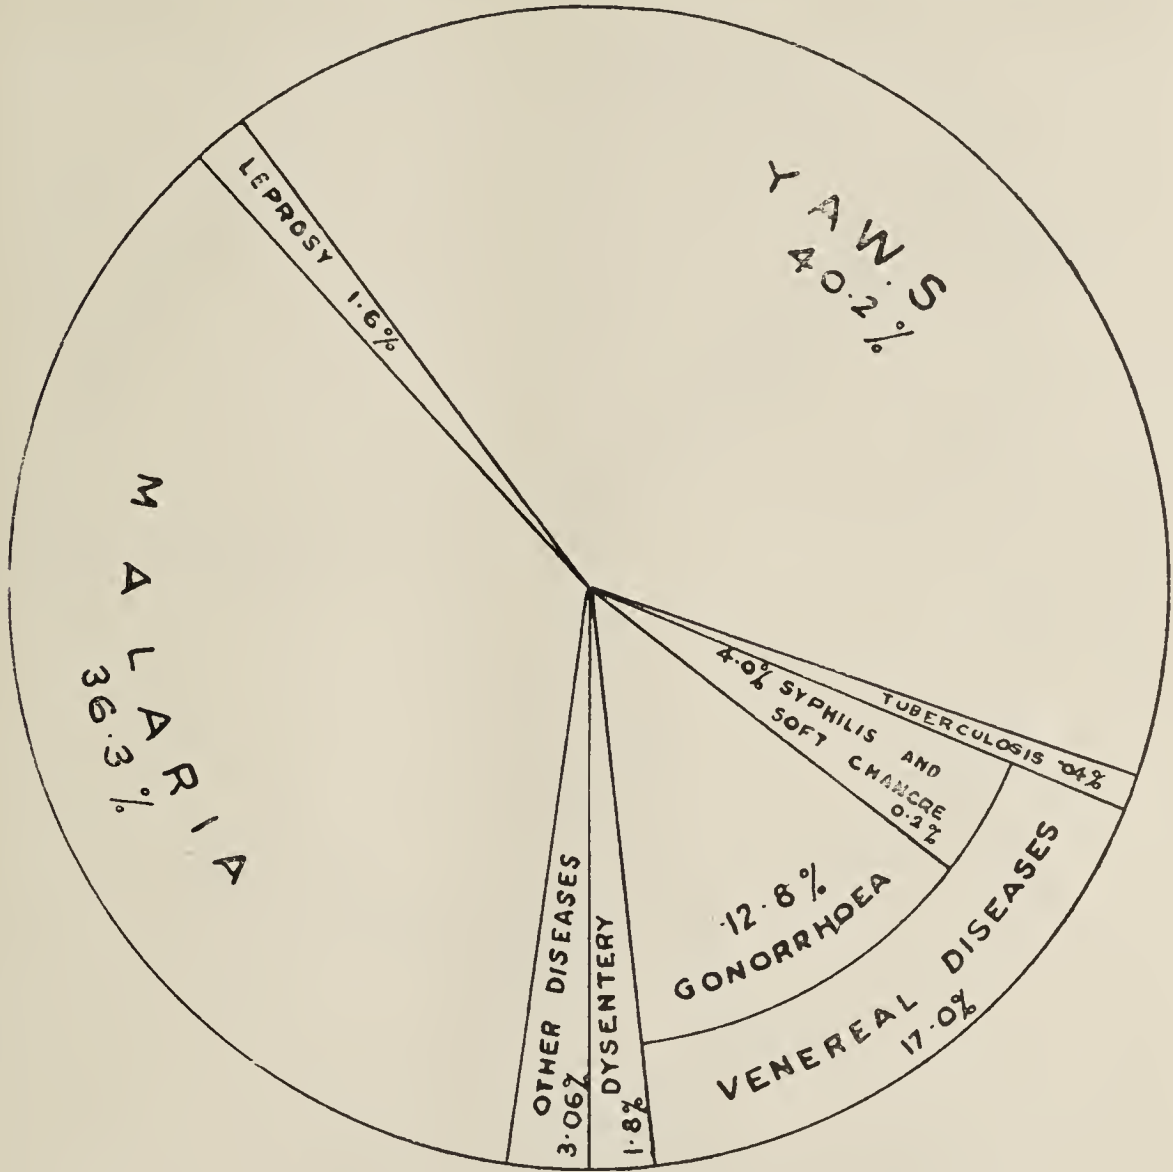 YAWS
40.2%
LEPROSY 1.6%
MALARIA
36.3%
TUBERCULOSIS .04%
4.0% SYPHILIS AND
SOFT CHANCRE
0.2%
12.8%
GONORRHOEA
VENEREAL DISEASES
17.0%
DYSENTERY
1.8%
OTHER DISEASES
3.06%